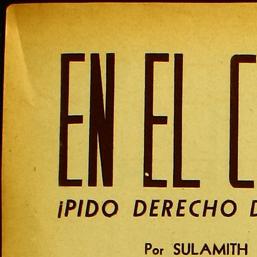 EN EL C
¡PIDO DERECHO D
Por SULAMITH